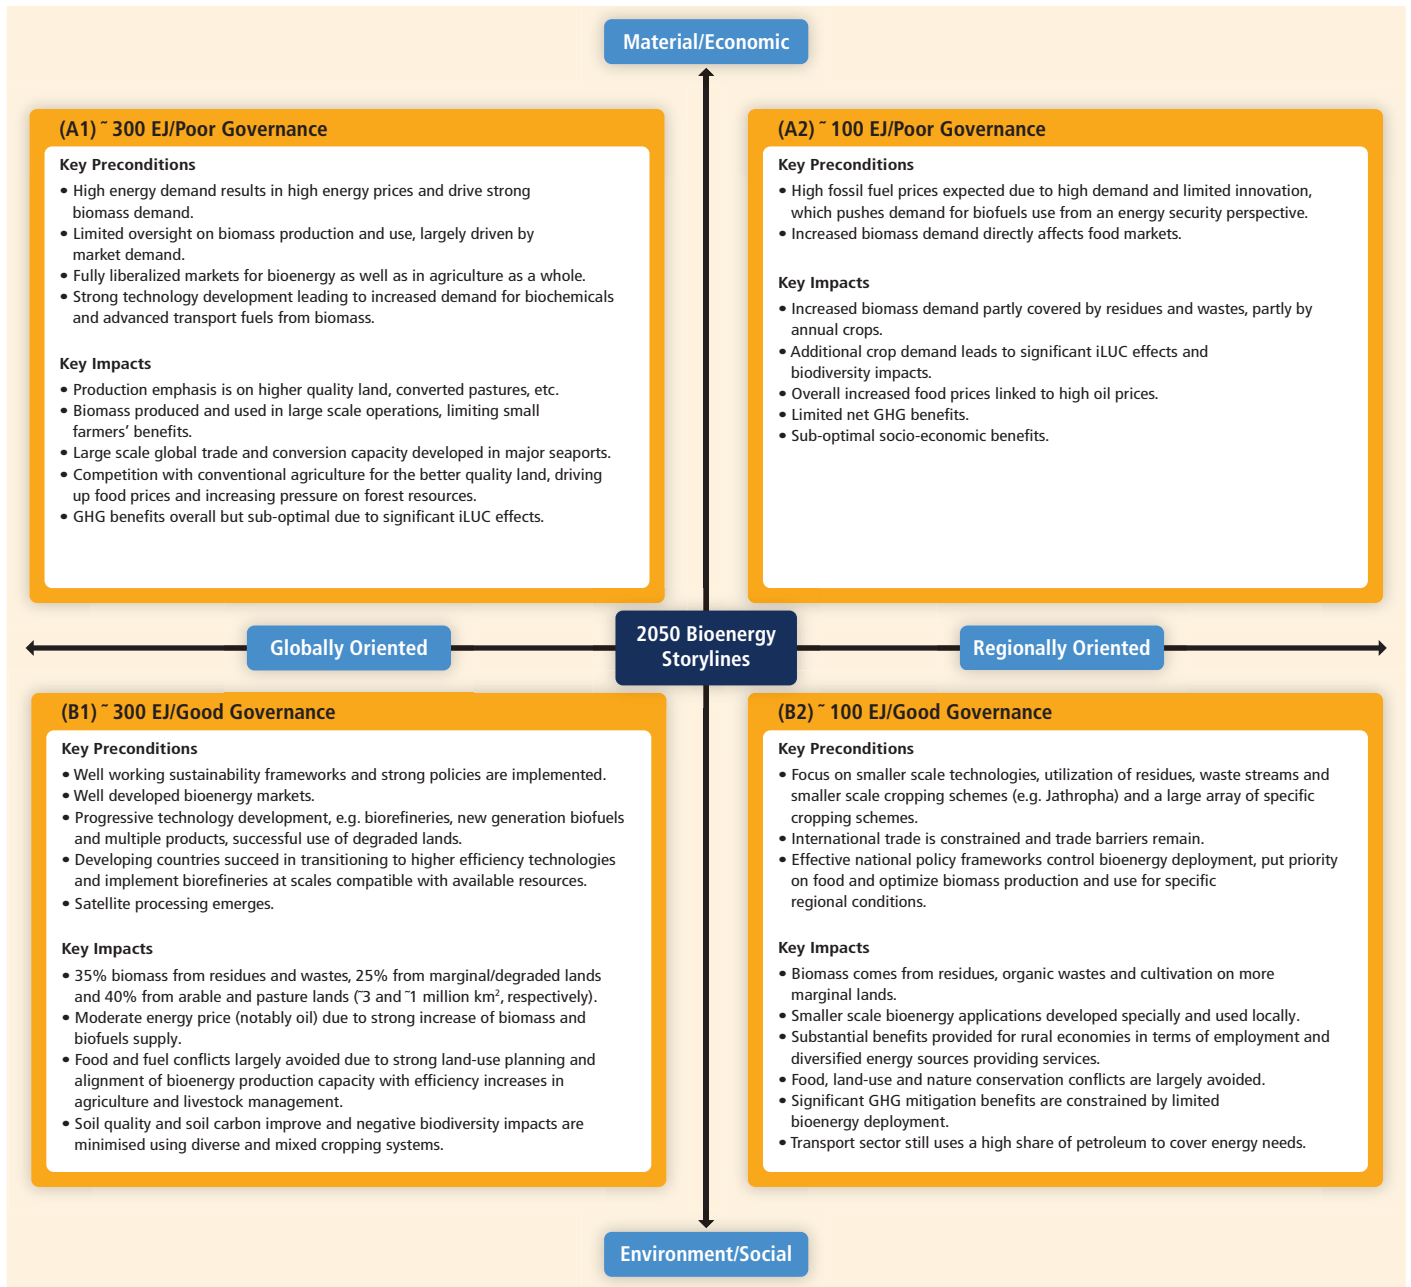 Material/Economic
(A1) ˜ 300 EJ/Poor Governance
Key Preconditions
• High energy demand results in high energy prices and drive strong
biomass demand.
• Limited oversight on biomass production and use, largely driven by
market demand.
• Fully liberalized markets for bioenergy as well as in agriculture as a whole.
• Strong technology development leading to increased demand for biochemicals
and advanced transport fuels from biomass.
Key Impacts
• Production emphasis is on higher quality land, converted pastures, etc.
• Biomass produced and used in large scale operations, limiting small
farmers’ benefits.
• Large scale global trade and conversion capacity developed in major seaports.
• Competition with conventional agriculture for the better quality land, driving
up food prices and increasing pressure on forest resources.
• GHG benefits overall but sub-optimal due to significant iLUC effects.
(A2) ˜ 100 EJ/Poor Governance
Key Preconditions
• High fossil fuel prices expected due to high demand and limited innovation,
which pushes demand for biofuels use from an energy security perspective.
• Increased biomass demand directly affects food markets.
Key Impacts
• Increased biomass demand partly covered by residues and wastes, partly by
annual crops.
• Additional crop demand leads to significant iLUC effects and
biodiversity impacts.
• Overall increased food prices linked to high oil prices.
• Limited net GHG benefits.
• Sub-optimal socio-economic benefits.
Globally Oriented
2050 Bioenergy
Storylines
Regionally Oriented
(B1) ˜ 300 EJ/Good Governance
Key Preconditions
• Well working sustainability frameworks and strong policies are implemented.
• Well developed bioenergy markets.
• Progressive technology development, e.g. biorefineries, new generation biofuels
and multiple products, successful use of degraded lands.
• Developing countries succeed in transitioning to higher efficiency technologies
and implement biorefineries at scales compatible with available resources.
• Satellite processing emerges.
Key Impacts
• 35% biomass from residues and wastes, 25% from marginal/degraded lands
and 40% from arable and pasture lands (˜3 and ˜1 million km², respectively).
• Moderate energy price (notably oil) due to strong increase of biomass and
biofuels supply.
• Food and fuel conflicts largely avoided due to strong land-use planning and
alignment of bioenergy production capacity with efficiency increases in
agriculture and livestock management.
• Soil quality and soil carbon improve and negative biodiversity impacts are
minimised using diverse and mixed cropping systems.
(B2) ˜ 100 EJ/Good Governance
Key Preconditions
• Focus on smaller scale technologies, utilization of residues, waste streams and
smaller scale cropping schemes (e.g. Jathropha) and a large array of specific
cropping schemes.
• International trade is constrained and trade barriers remain.
• Effective national policy frameworks control bioenergy deployment, put priority
on food and optimize biomass production and use for specific
regional conditions.
Key Impacts
• Biomass comes from residues, organic wastes and cultivation on more
marginal lands.
• Smaller scale bioenergy applications developed specially and used locally.
• Substantial benefits provided for rural economies in terms of employment and
diversified energy sources providing services.
• Food, land-use and nature conservation conflicts are largely avoided.
• Significant GHG mitigation benefits are constrained by limited
bioenergy deployment.
• Transport sector still uses a high share of petroleum to cover energy needs.
Environment/Social